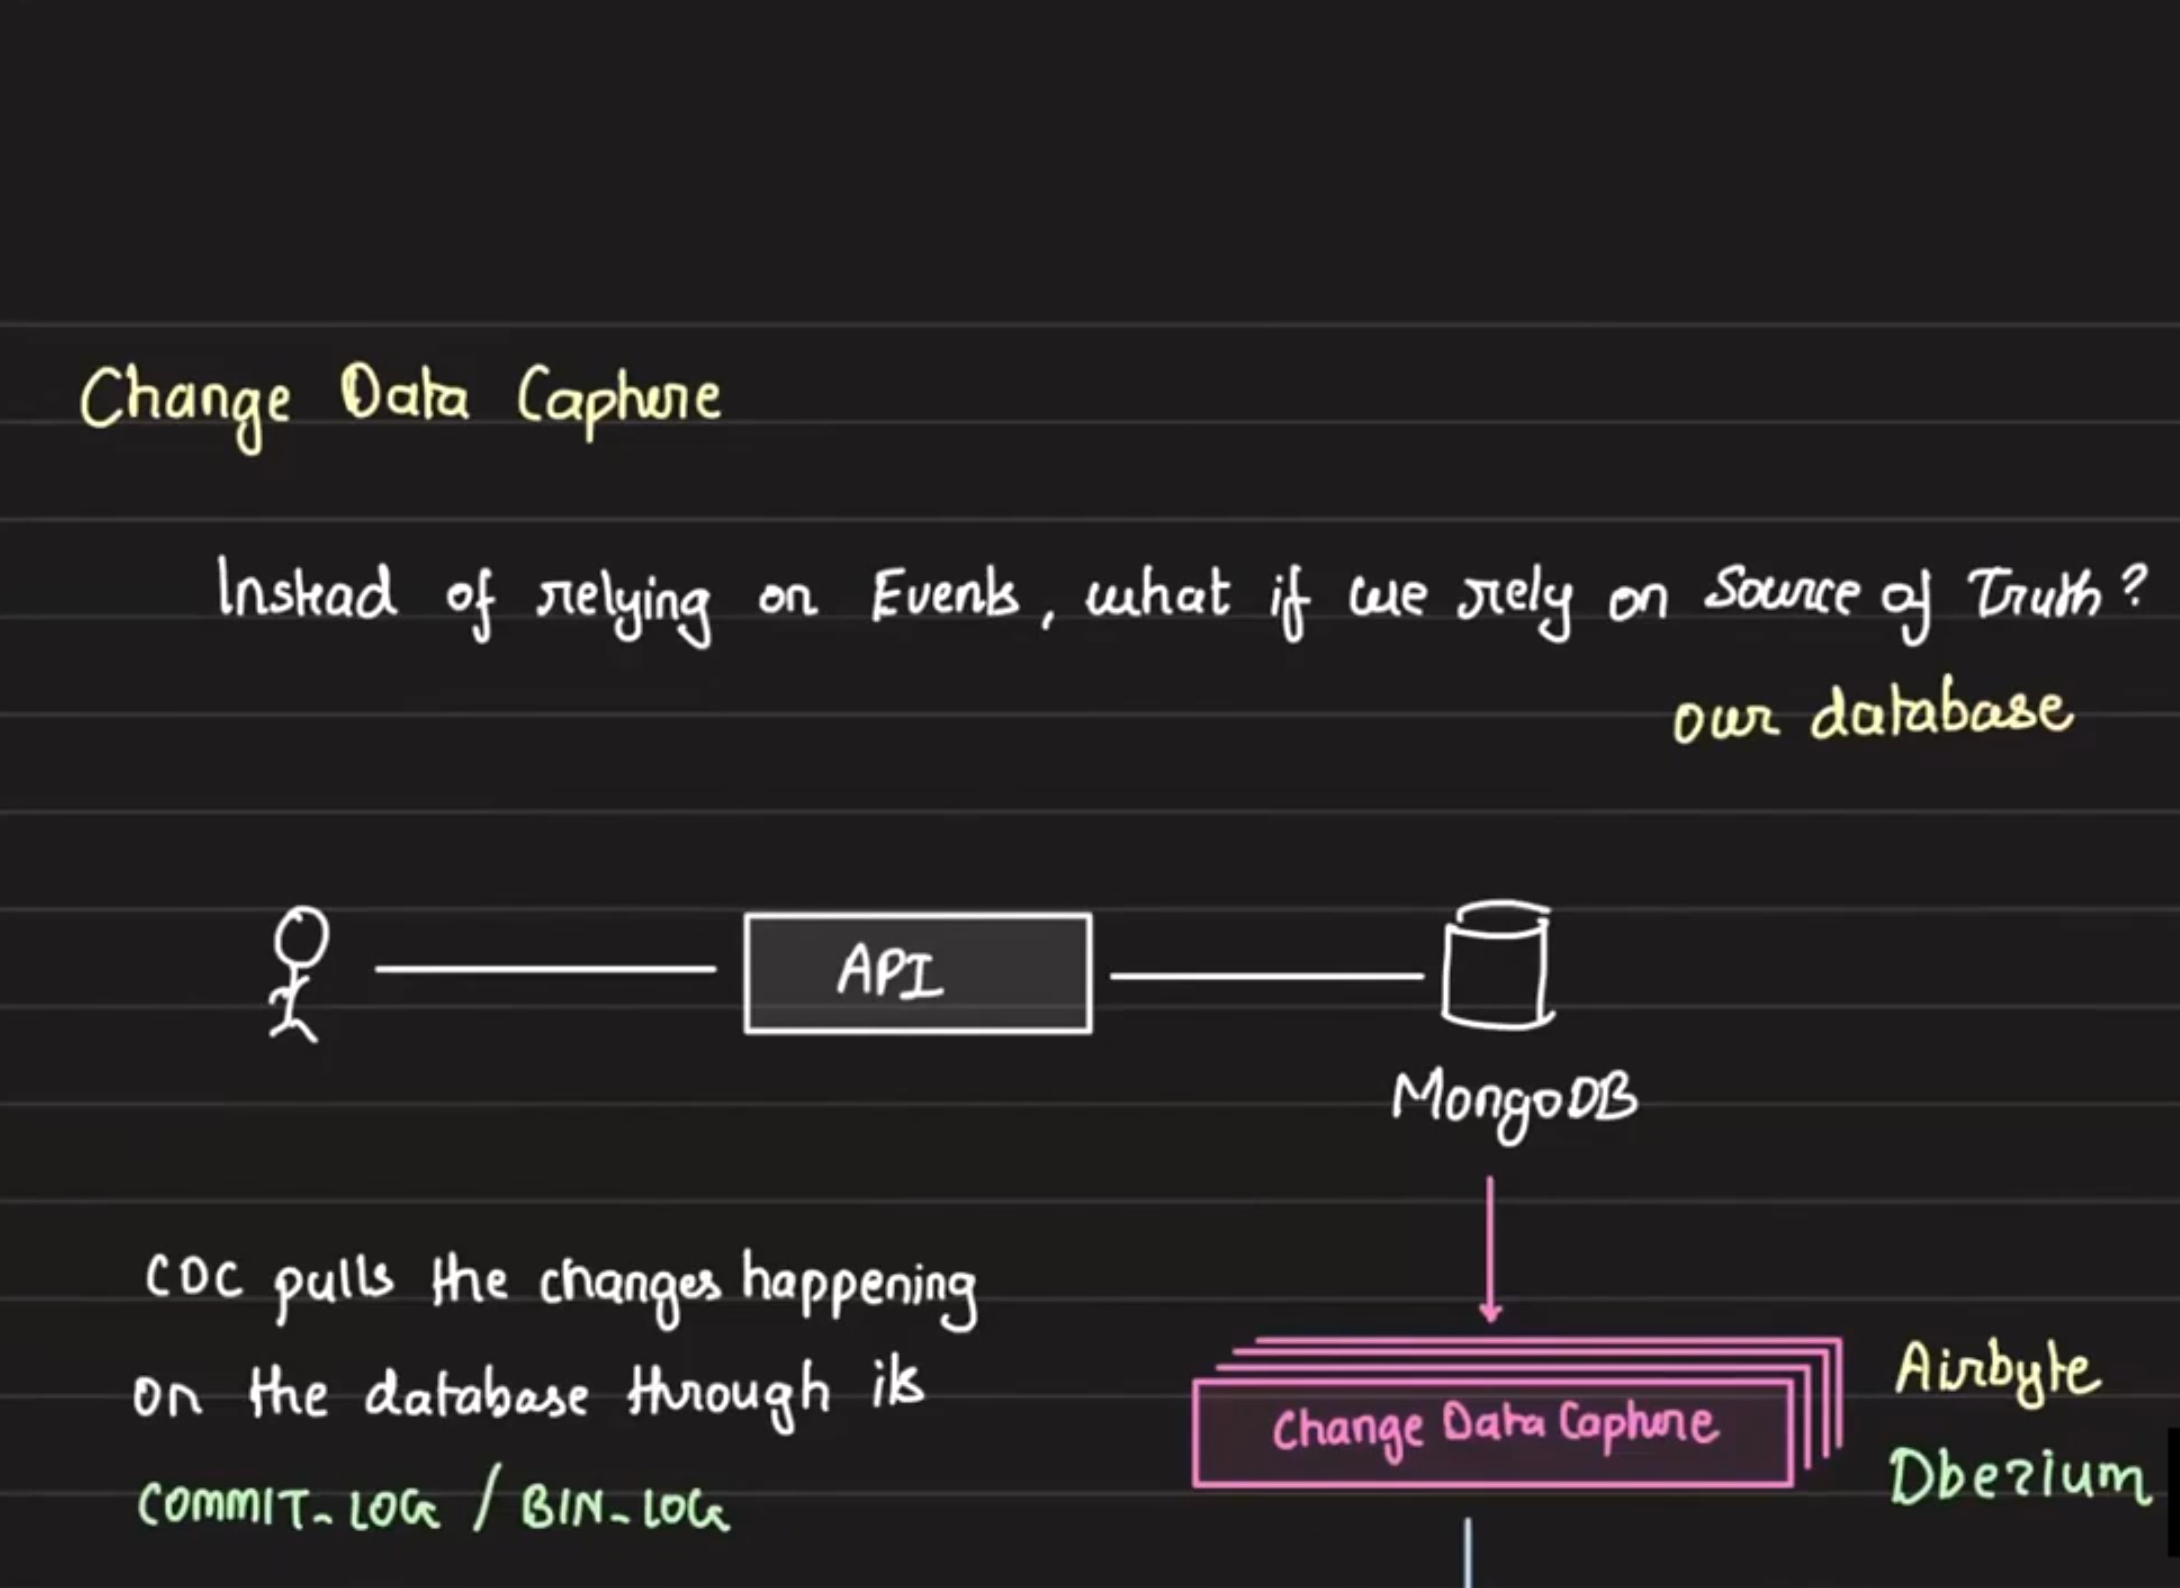 Change Data Capture
Instead of relying on Events, what if we rely on Source of Truth?
our database
API
MongoDB
CDC pulls the changes happening
on the database through its
COMMIT_LOG / BIN_LOG
Change Data Capture
Airbyte
Dbezium